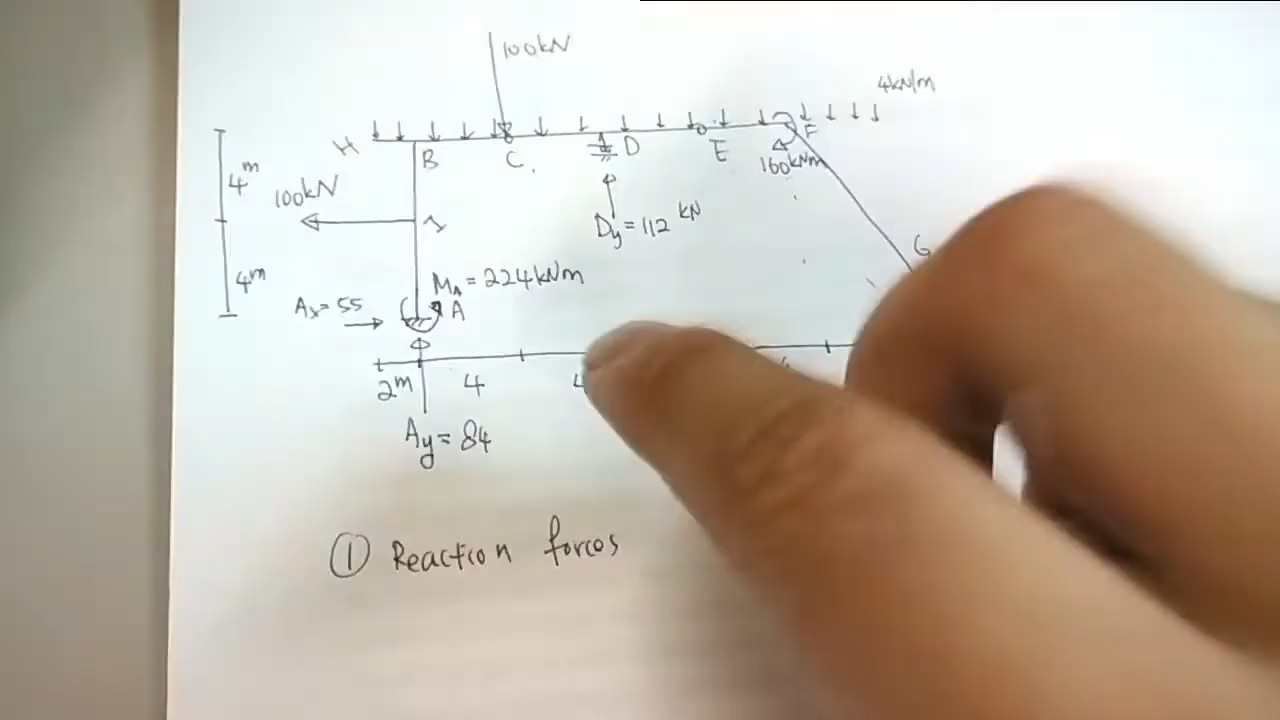 100kN
4kN/m
H
B
C
D
E
F
160kNm
4m
100kN
I
Dy = 112 kN
G
4m
MA = 224kNm
Ax = 55
A
2m
4
4
Ay = 84
① Reaction forces